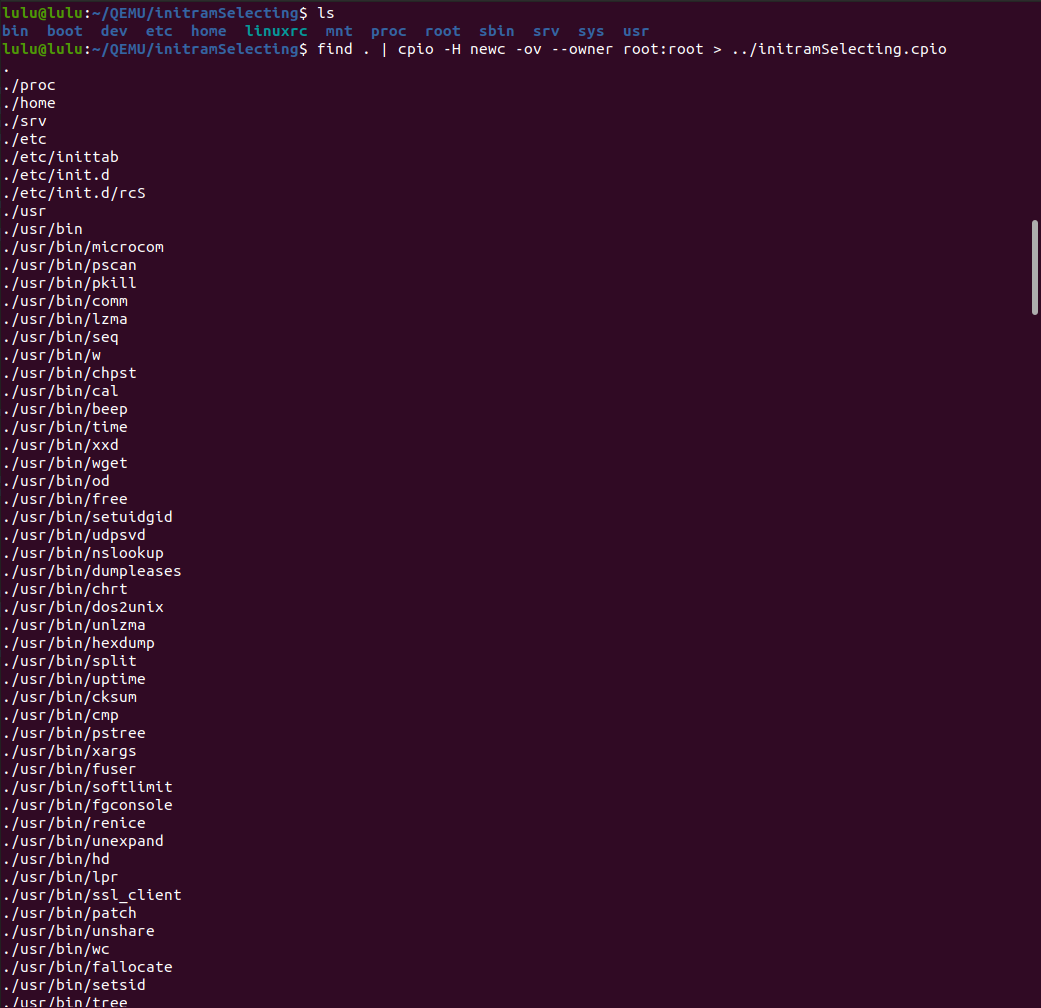 lulu@lulu:~/QEMU/initramSelecting$ ls
bin  boot  dev  etc  home  linuxrc  mnt  proc  root  sbin  srv  sys  usr
lulu@lulu:~/QEMU/initramSelecting$ find . | cpio -H newc -ov --owner root:root > ../initramSelecting.cpio
.
./proc
./home
./srv
./etc
./etc/inittab
./etc/init.d
./etc/init.d/rcS
./usr
./usr/bin
./usr/bin/microcom
./usr/bin/pscan
./usr/bin/pkill
./usr/bin/comm
./usr/bin/lzma
./usr/bin/seq
./usr/bin/w
./usr/bin/chpst
./usr/bin/cal
./usr/bin/beep
./usr/bin/time
./usr/bin/xxd
./usr/bin/wget
./usr/bin/od
./usr/bin/free
./usr/bin/setuidgid
./usr/bin/udpsvd
./usr/bin/nslookup
./usr/bin/dumpleases
./usr/bin/chrt
./usr/bin/dos2unix
./usr/bin/unlzma
./usr/bin/hexdump
./usr/bin/split
./usr/bin/uptime
./usr/bin/cksum
./usr/bin/cmp
./usr/bin/pstree
./usr/bin/xargs
./usr/bin/fuser
./usr/bin/softlimit
./usr/bin/fgconsole
./usr/bin/renice
./usr/bin/unexpand
./usr/bin/hd
./usr/bin/lpr
./usr/bin/ssl_client
./usr/bin/patch
./usr/bin/unshare
./usr/bin/wc
./usr/bin/fallocate
./usr/bin/setsid
./usr/bin/tree